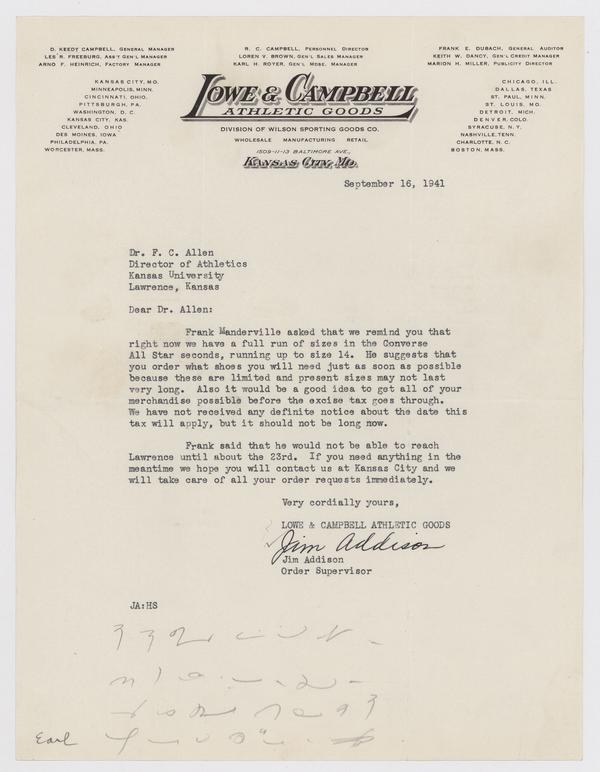 D. KEEDY CAMPBELL, GENERAL MANAGER
LES R. FREEBURG, ASS'T GEN'L MANAGER
ARNO F. HEINRICH, FACTORY MANAGER
R. C. CAMPBELL, PERSONNEL DIRECTOR
LOREN V. BROWN, GEN'L SALES MANAGER
KARL H. ROYER, GEN'L MDSE. MANAGER
FRANK E. DUBACH, GENERAL AUDITOR
KEITH W. DANCY, GEN'L CREDIT MANAGER
MARION H. MILLER, PUBLICITY DIRECTOR
KANSAS CITY, MO.
MINNEAPOLIS, MINN.
CINCINNATI, OHIO.
PITTSBURGH, PA.
WASHINGTON, D. C.
KANSAS CITY, KAS.
CLEVELAND, OHIO
DES MOINES, IOWA
PHILADELPHIA, PA.
WORCESTER, MASS.
LOWE & CAMPBELL
ATHLETIC GOODS
DIVISION OF WILSON SPORTING GOODS CO.
WHOLESALE MANUFACTURING RETAIL
1509-11-13 BALTIMORE AVE.,
KANSAS CITY, MO.
CHICAGO, ILL.
DALLAS, TEXAS
ST. PAUL, MINN.
ST. LOUIS, MO.
DETROIT, MICH.
DENVER, COLO.
SYRACUSE, N. Y.
NASHVILLE, TENN.
CHARLOTTE, N. C.
BOSTON, MASS.
September 16, 1941
Dr. F. C. Allen
Director of Athletics
Kansas University
Lawrence, Kansas
Dear Dr. Allen:
Frank Manderville asked that we remind you that
right now we have a full run of sizes in the Converse
All Star seconds, running up to size 14. He suggests that
you order what shoes you will need just as soon as possible
because these are limited and present sizes may not last
very long. Also it would be a good idea to get all of your
merchandise possible before the excise tax goes through.
We have not received any definite notice about the date this
tax will apply, but it should not be long now.
Frank said that he would not be able to reach
Lawrence until about the 23rd. If you need anything in the
meantime we hope you will contact us at Kansas City and we
will take care of all your order requests immediately.
Very cordially yours,
LOWE & CAMPBELL ATHLETIC GOODS
Jim Addison
Jim Addison
Order Supervisor
JA:HS
Earl